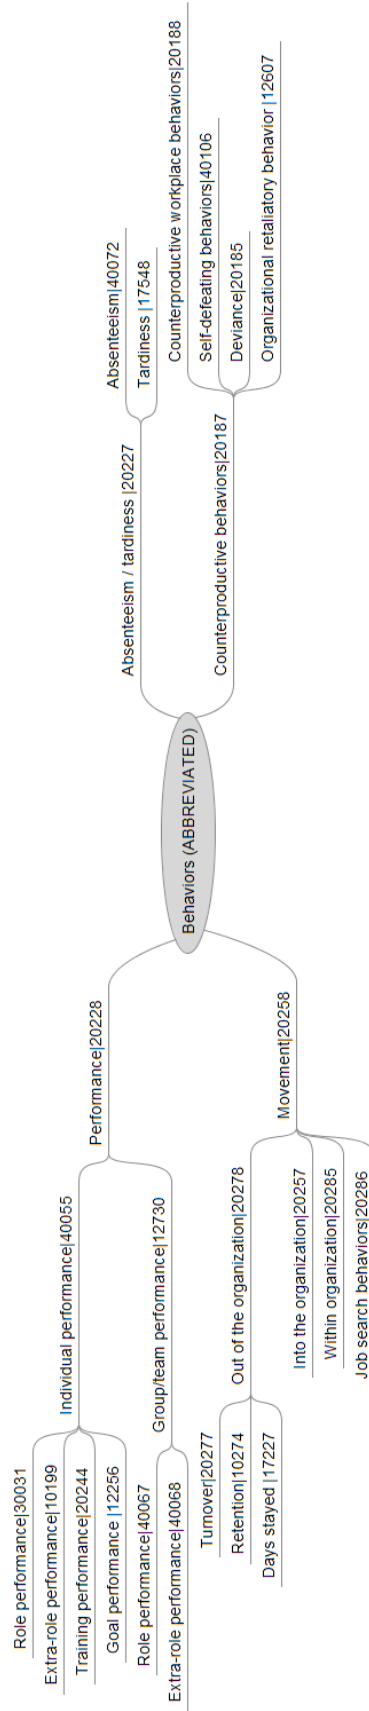 Behaviors (ABBREVIATED)
Performance|20228
Individual performance|40055
Role performance|30031
Extra-role performance|10199
Training performance|20244
Goal performance |12256
Group/team performance|12730
Role performance|40067
Extra-role performance|40068
Movement|20258
Out of the organization|20278
Turnover|20277
Retention|10274
Days stayed |17227
Into the organization|20257
Within organization|20285
Job search behaviors|20286
Absenteeism / tardiness |20227
Absenteeism|40072
Tardiness |17548
Counterproductive behaviors|20187
Counterproductive workplace behaviors|20188
Self-defeating behaviors|40106
Deviance|20185
Organizational retaliatory behavior |12607